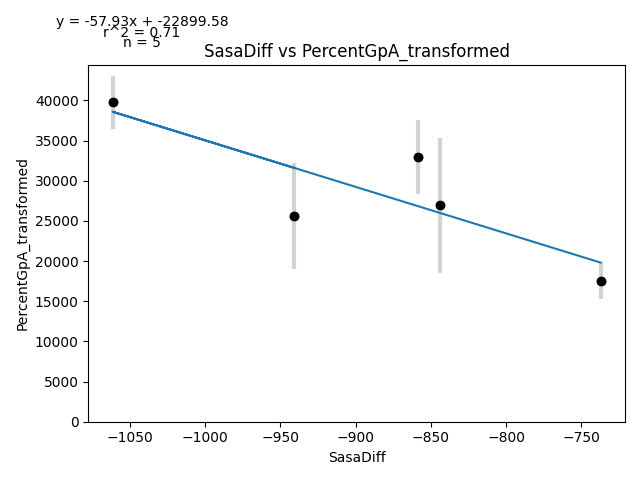 y = -57.93x + -22899.58
r^2 = 0.71
n = 5
SasaDiff vs PercentGpA_transformed
PercentGpA_transformed
40000
35000
30000
25000
20000
15000
10000
5000
0
−1050 −1000 −950 −900 −850 −800 −750
SasaDiff